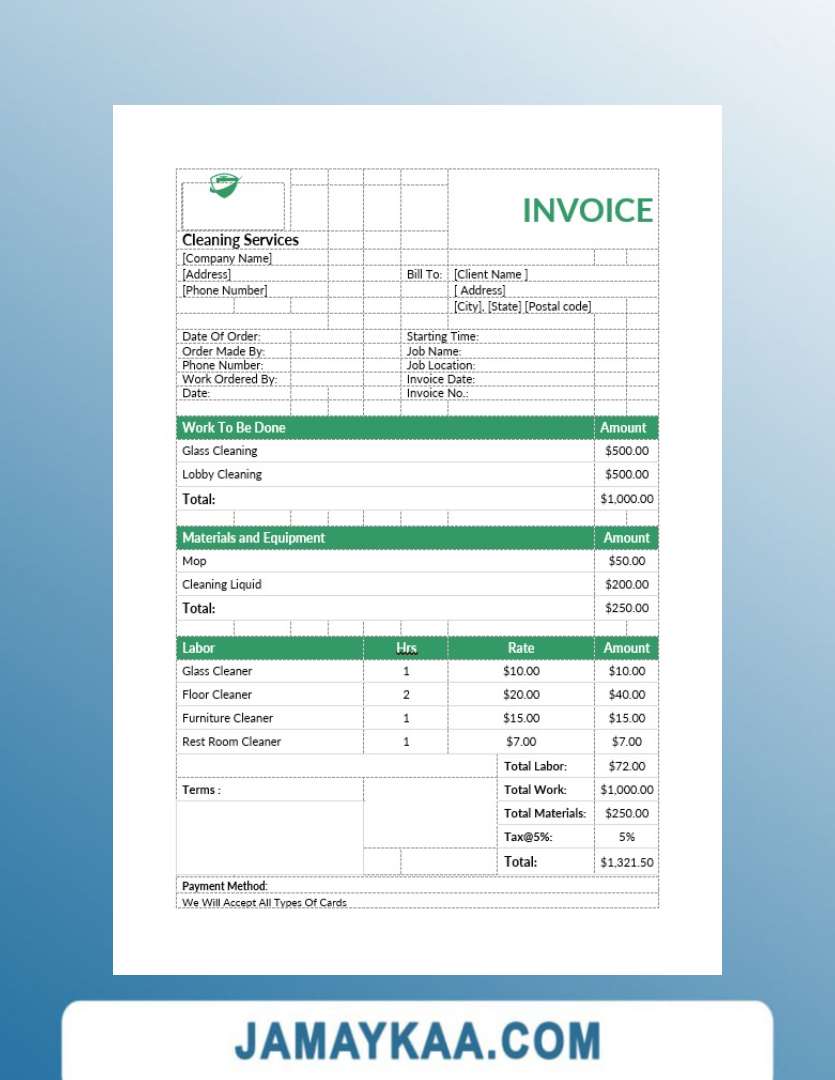 INVOICE
Cleaning Services
[Company Name]
[Address] Bill To: [Client Name ]
[Phone Number] [ Address]
[City], [State] [Postal code]
Date Of Order: Starting Time:
Order Made By: Job Name:
Phone Number: Job Location:
Work Ordered By: Invoice Date:
Date: Invoice No.:
Work To Be Done Amount
Glass Cleaning $500.00
Lobby Cleaning $500.00
Total: $1,000.00
Materials and Equipment Amount
Mop $50.00
Cleaning Liquid $200.00
Total: $250.00
Labor Hrs Rate Amount
Glass Cleaner 1 $10.00 $10.00
Floor Cleaner 2 $20.00 $40.00
Furniture Cleaner 1 $15.00 $15.00
Rest Room Cleaner 1 $7.00 $7.00
Total Labor: $72.00
Terms : Total Work: $1,000.00
Total Materials: $250.00
Tax@5%: 5%
Total: $1,321.50
Payment Method:
We Will Accept All Types Of Cards
JAMAYKAA.COM